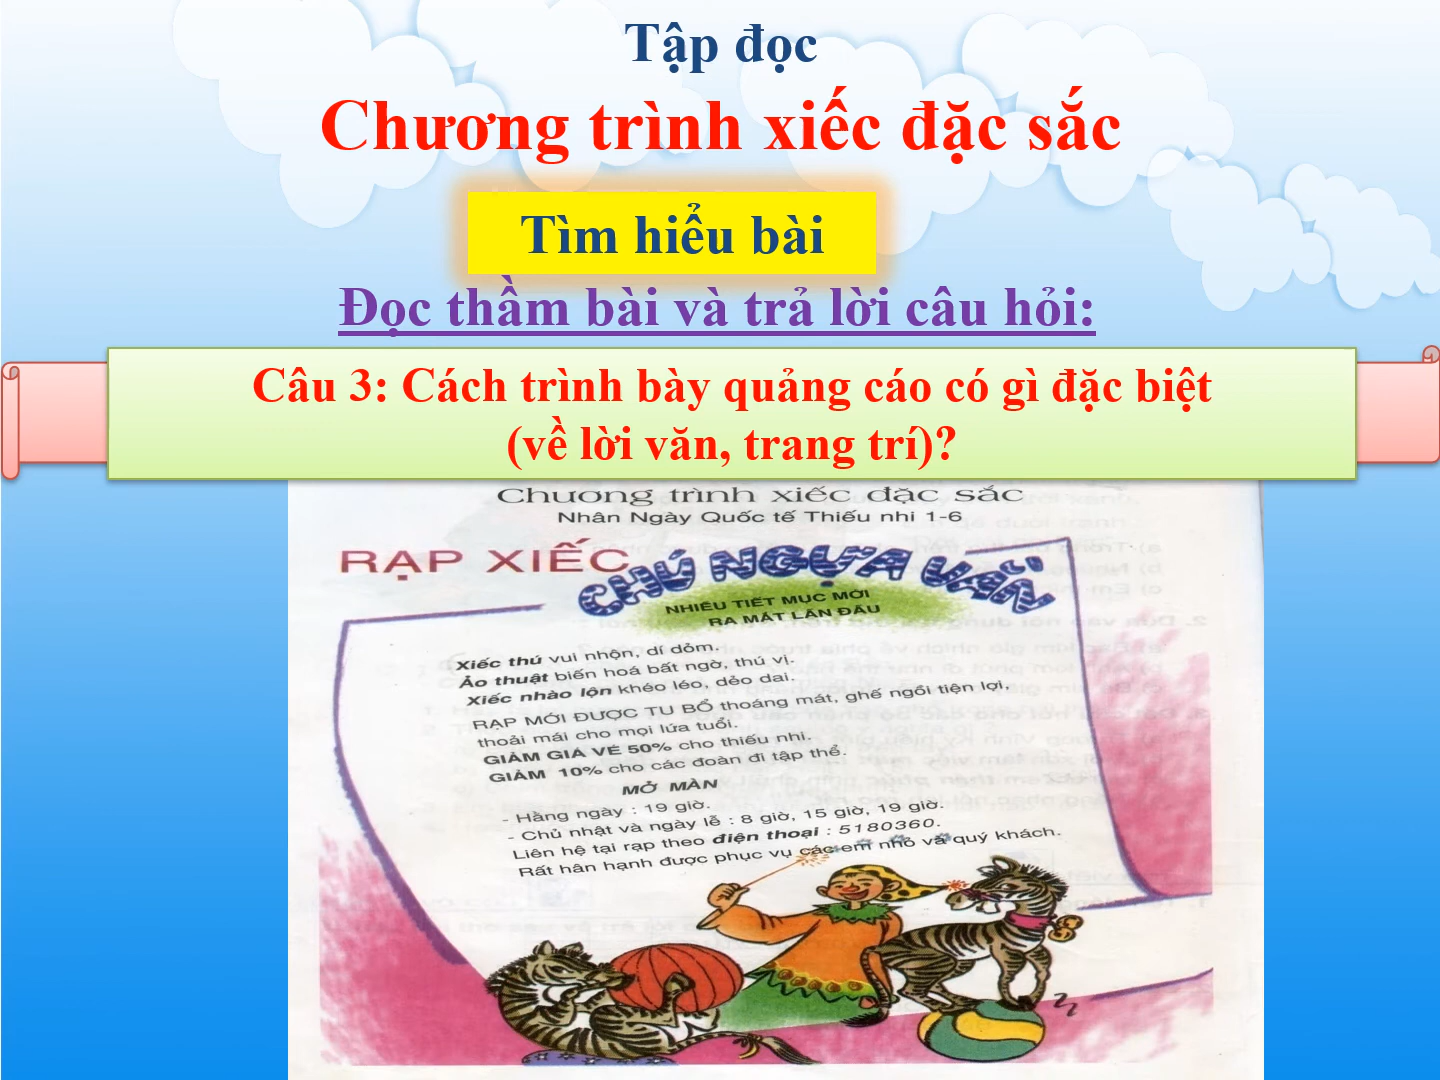 Tập đọc
Chương trình xiếc đặc sắc
Tìm hiểu bài
Đọc thầm bài và trả lời câu hỏi:
Câu 3: Cách trình bày quảng cáo có gì đặc biệt
(về lời văn, trang trí)?
Chương trình xiếc đặc sắc
Nhân Ngày Quốc tế Thiếu nhi 1-6
RẠP XIẾC
CHÚ NGỰA VẰN
NHIỀU TIẾT MỤC MỚI
RA MẮT LẦN ĐẦU
Xiếc thú vui nhộn, dí dỏm.
Ảo thuật biến hoá bất ngờ, thú vị.
Xiếc nhào lộn khéo léo, dẻo dai.
RẠP MỚI ĐƯỢC TU BỔ thoáng mát, ghế ngồi tiện lợi,
thoải mái cho mọi lứa tuổi.
GIẢM GIÁ VÉ 50% cho thiếu nhi.
GIẢM 10% cho các đoàn đi tập thể.
MỞ MÀN
- Hằng ngày : 19 giờ.
- Chủ nhật và ngày lễ : 8 giờ, 15 giờ, 19 giờ.
Liên hệ tại rạp theo điện thoại : 5180360.
Rất hân hạnh được phục vụ các em nhỏ và quý khách.